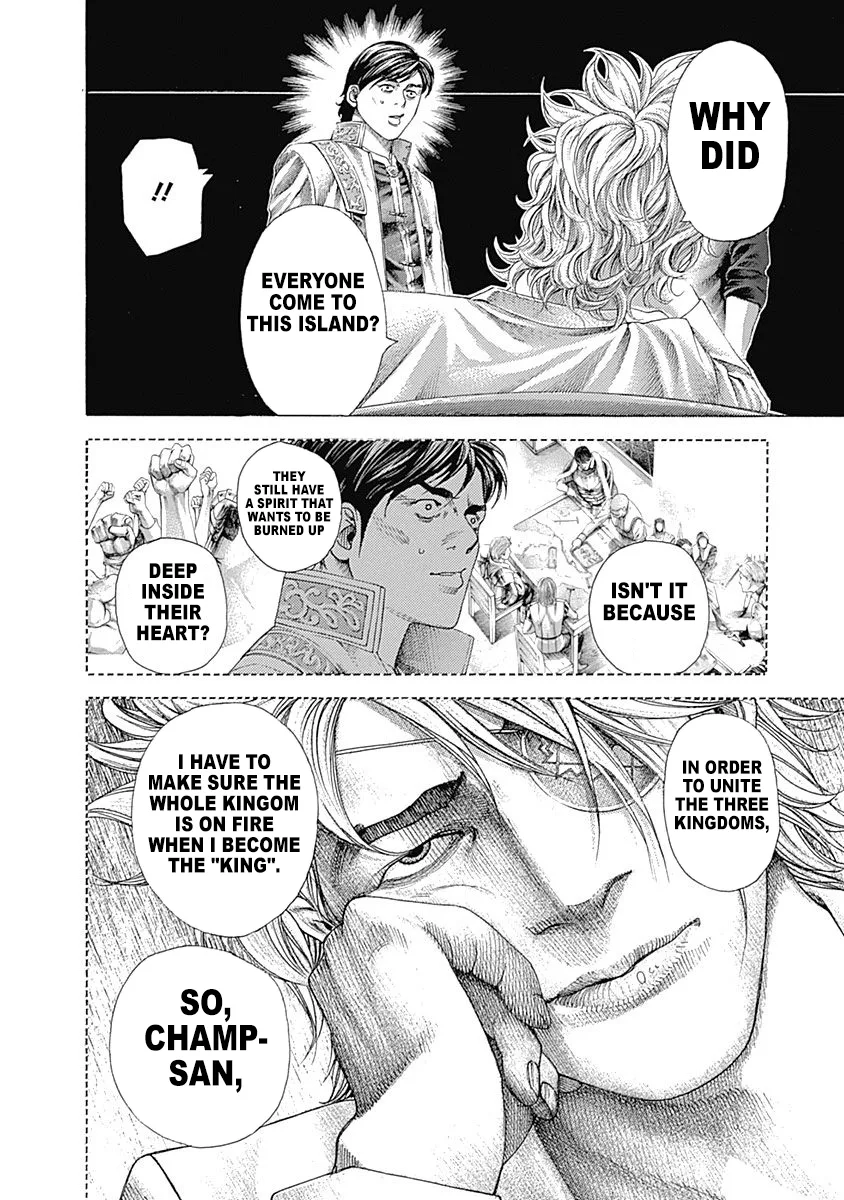 WHY
DID
EVERYONE
COME TO
THIS ISLAND?
!!
ISN'T IT
BECAUSE
THEY
STILL HAVE
A SPIRIT THAT
WANTS TO BE
BURNED UP
DEEP
INSIDE
THEIR
HEART?
IN ORDER
TO UNITE
THE THREE
KINGDOMS,
I HAVE TO
MAKE SURE THE
WHOLE KINGOM
IS ON FIRE
WHEN I BECOME
THE "KING".
SO,
CHAMP-
SAN,